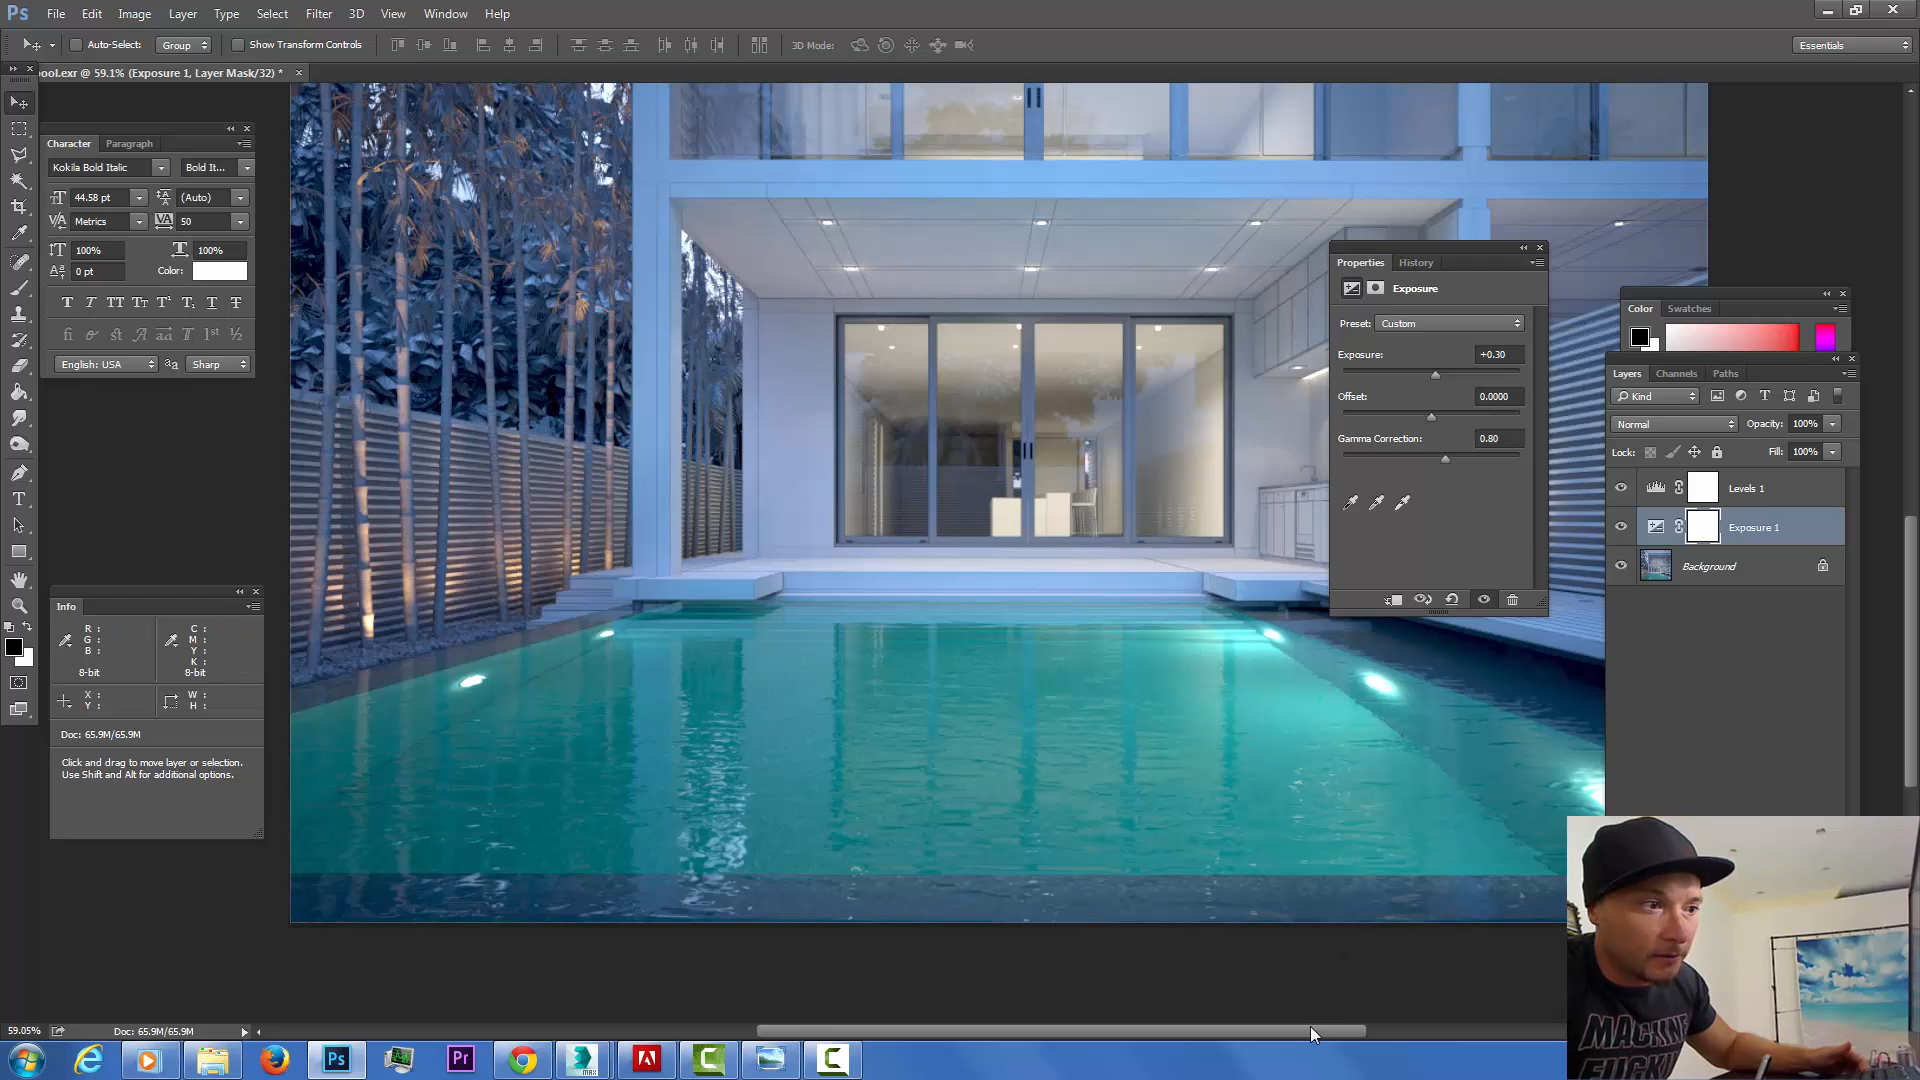 Ps File Edit Image Layer Type Select Filter 3D View Window Help
Auto-Select: Group Show Transform Controls 3D Mode: Essentials
ool.exr @ 59.1% (Exposure 1, Layer Mask/32) *
Character Paragraph
Kokila Bold Italic Bold It...
44.58 pt (Auto)
Metrics 50
100% 100%
0 pt Color:
English: USA aa Sharp
Info
R : C :
G : M :
B : Y :
K :
8-bit 8-bit
X : W :
Y : H :
Doc: 65.9M/65.9M
Click and drag to move layer or selection.
Use Shift and Alt for additional options.
Properties History
Exposure
Preset: Custom
Exposure: +0.30
Offset: 0.0000
Gamma Correction: 0.80
Color Swatches
Layers Channels Paths
Kind
Normal Opacity: 100%
Lock: Fill: 100%
Levels 1
Exposure 1
Background
59.05% Doc: 65.9M/65.9M
Ps Pr MAX
MACHINE